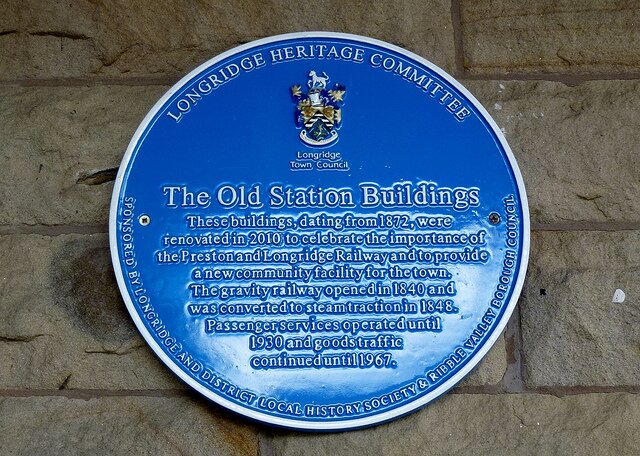 LONGRIDGE HERITAGE COMMITTEE
Longridge
Town Council
The Old Station Buildings
These buildings, dating from 1872, were
renovated in 2010 to celebrate the importance of
the Preston and Longridge Railway and to provide
a new community facility for the town.
The gravity railway opened in 1840 and
was converted to steam traction in 1848.
Passenger services operated until
1930 and goods traffic
continued until 1967.
SPONSORED BY LONGRIDGE AND DISTRICT LOCAL HISTORY SOCIETY & RIBBLE VALLEY BOROUGH COUNCIL